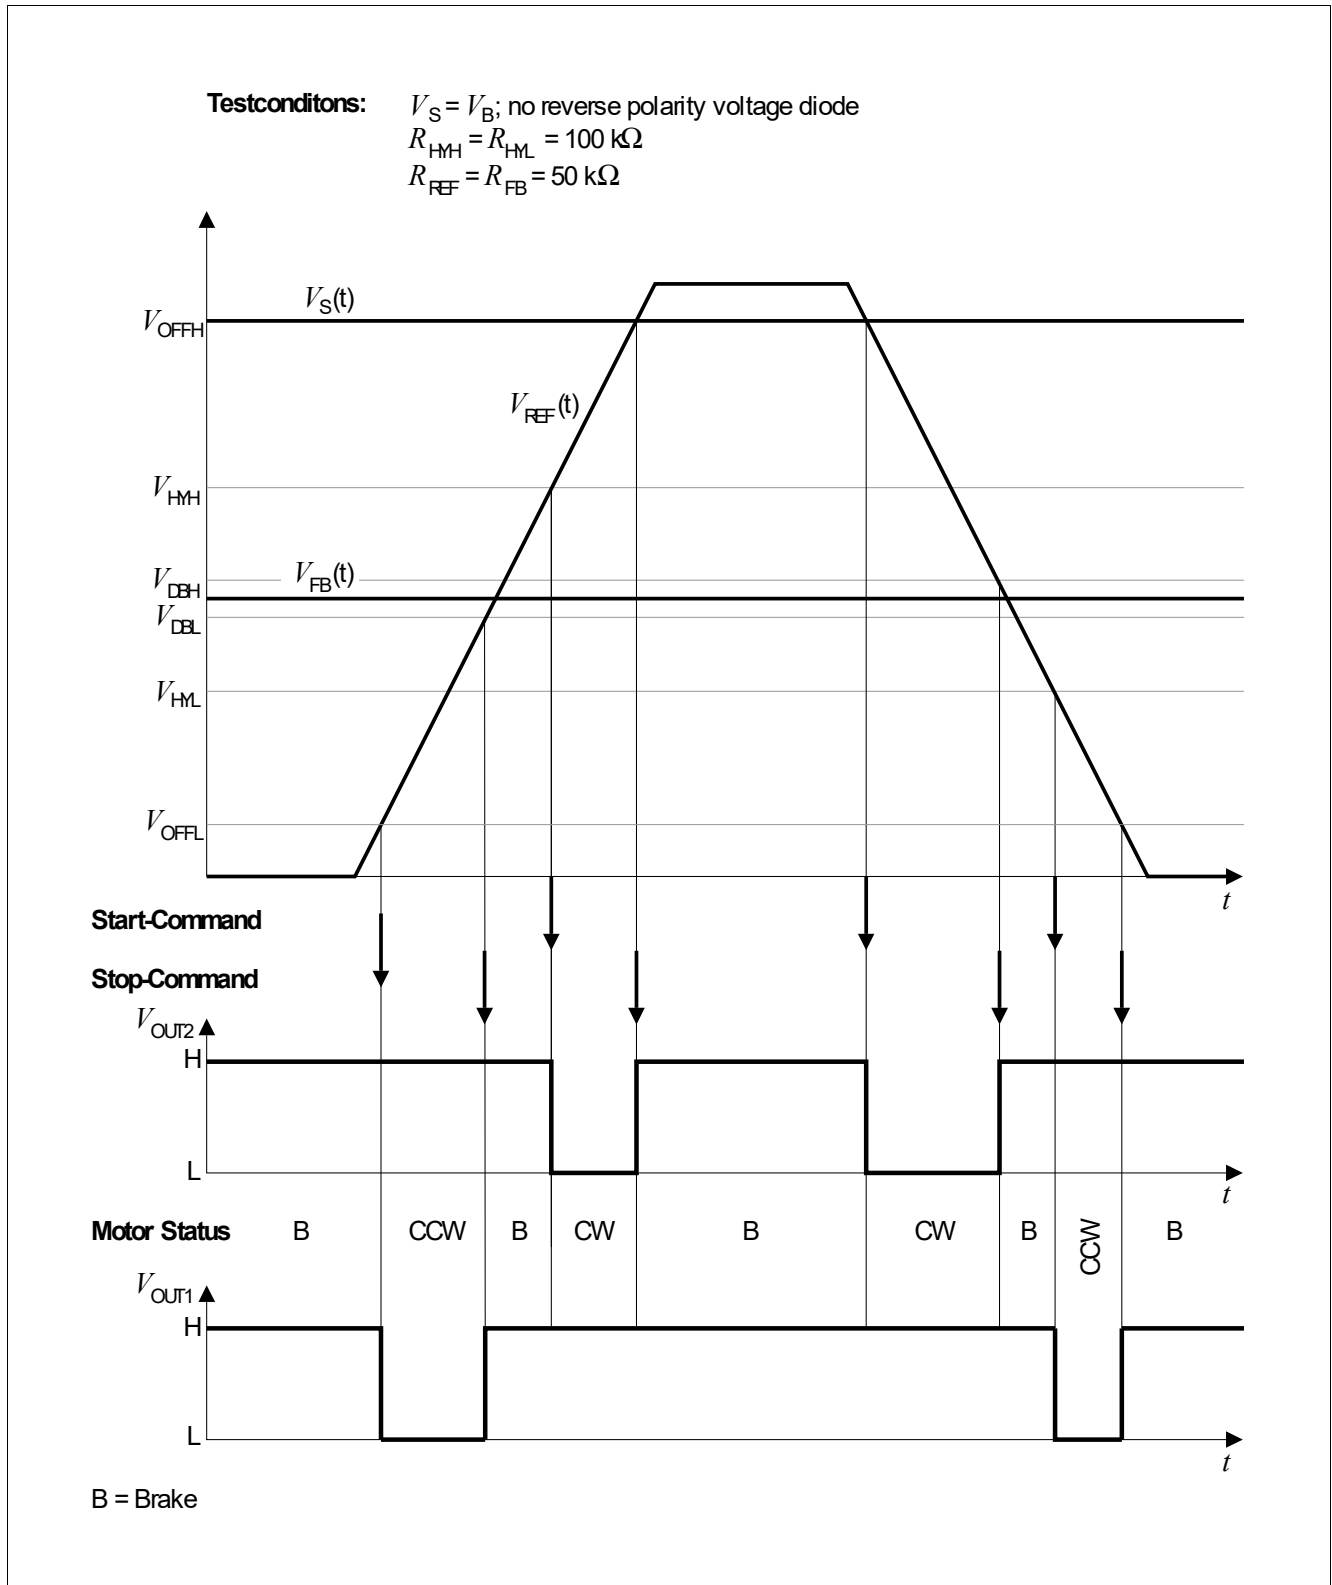 Testconditons: V_S = V_B; no reverse polarity voltage diode
R_HYH = R_HYL = 100 kΩ
R_REF = R_FB = 50 kΩ
V_S(t)
V_OFFH
V_REF(t)
V_HYH
V_DBH
V_FB(t)
V_DBL
V_HYL
V_OFFL
t
Start-Command
Stop-Command
V_OUT2
H
L
t
Motor Status B CCW B CW B CW B CCW B
V_OUT1
H
L
t
B = Brake